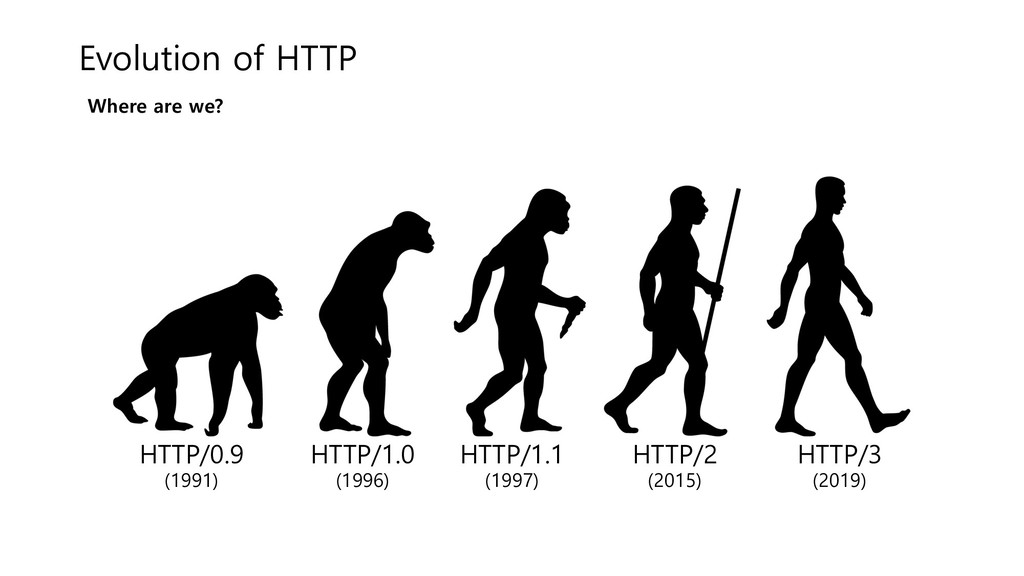 Evolution of HTTP
Where are we?
HTTP/0.9
(1991)
HTTP/1.0
(1996)
HTTP/1.1
(1997)
HTTP/2
(2015)
HTTP/3
(2019)